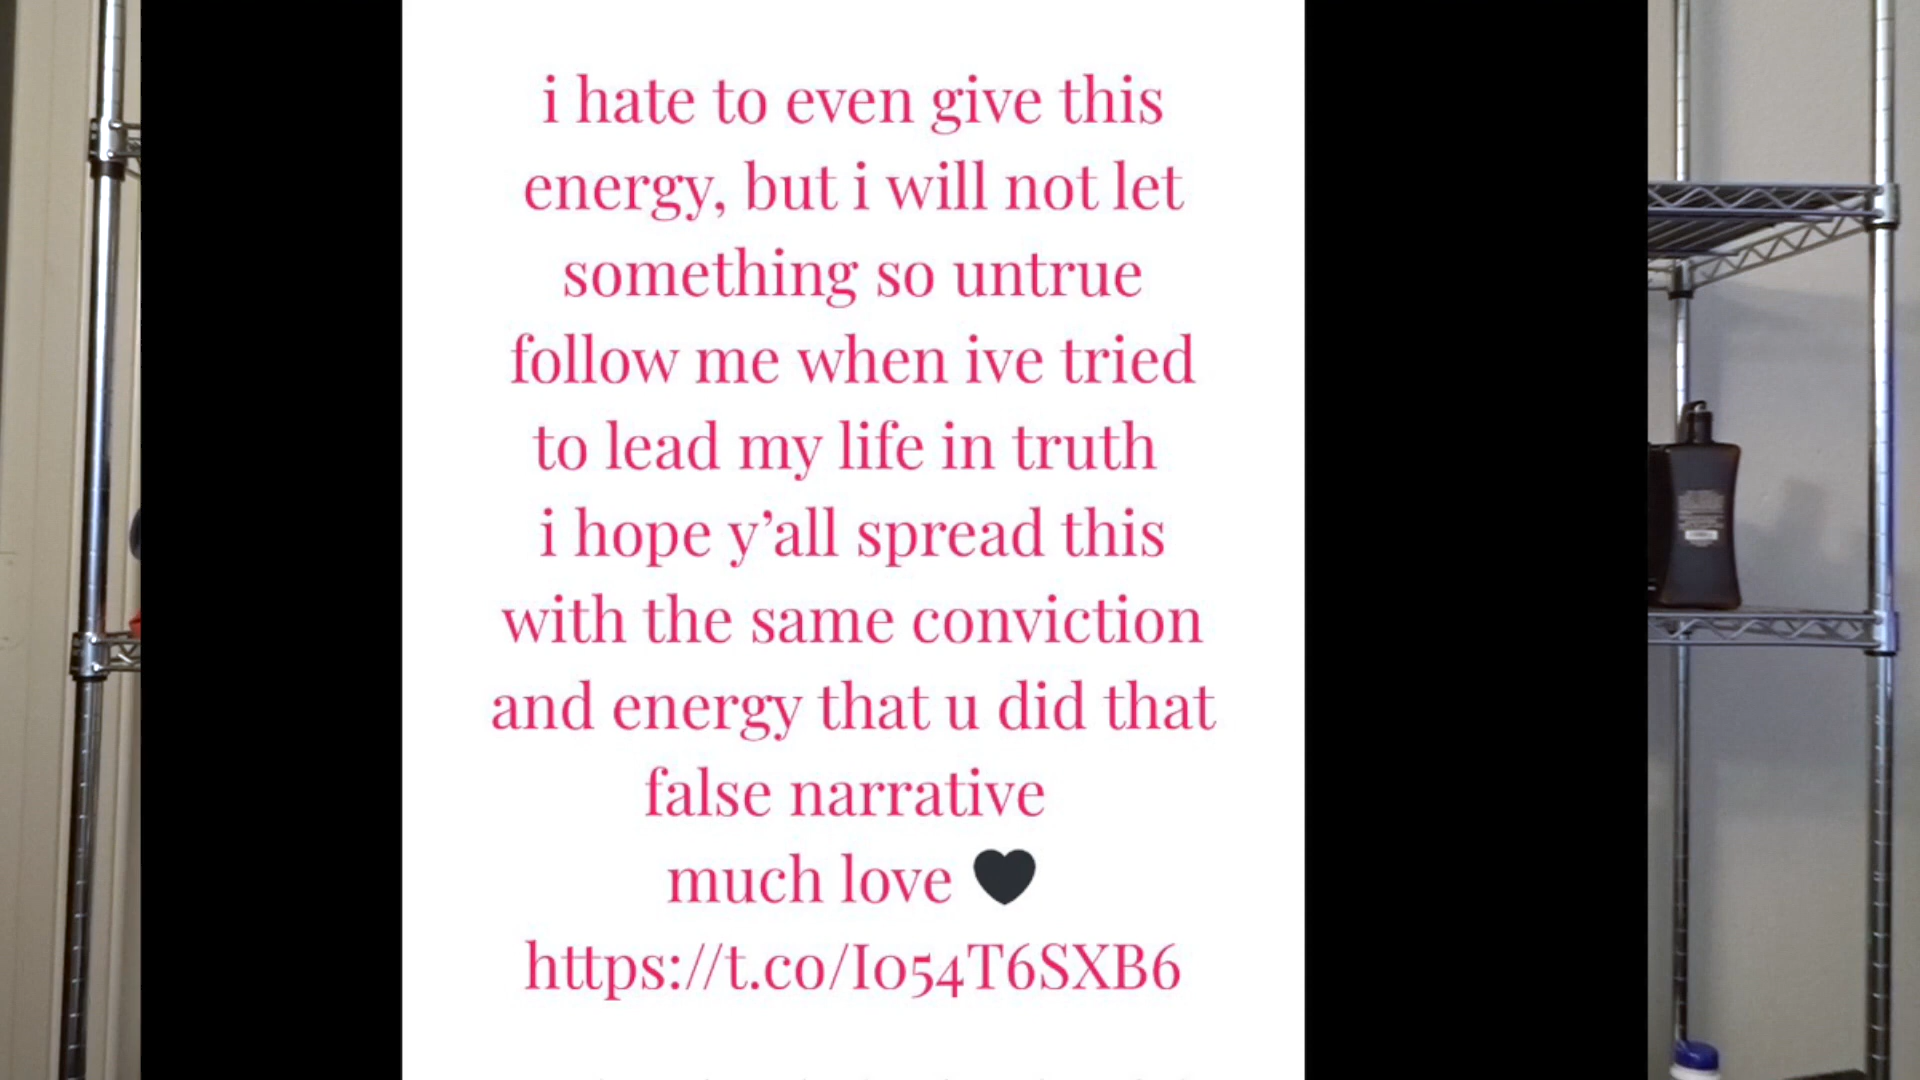 i hate to even give this
energy, but i will not let
something so untrue
follow me when ive tried
to lead my life in truth
i hope y’all spread this
with the same conviction
and energy that u did that
false narrative
much love 🖤
https://t.co/I054T6SXB6